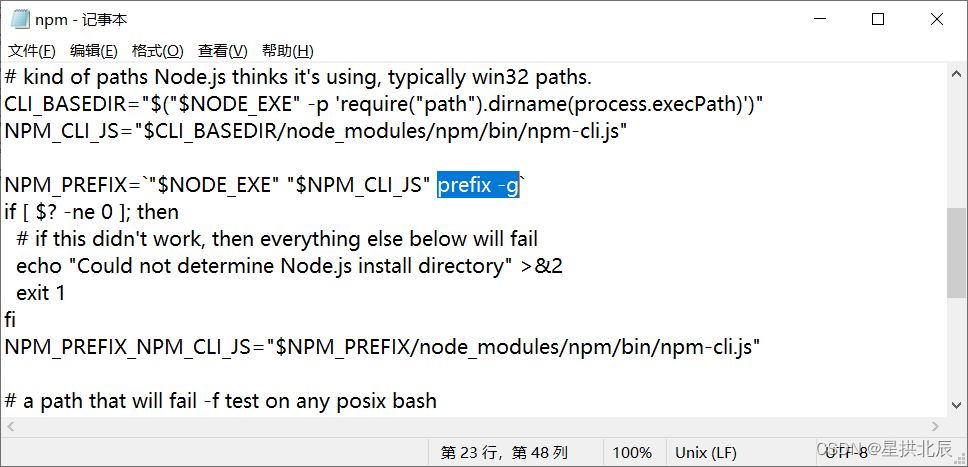 npm - 记事本
文件(F) 编辑(E) 格式(O) 查看(V) 帮助(H)
# kind of paths Node.js thinks it's using, typically win32 paths.
CLI_BASEDIR="$("$NODE_EXE" -p 'require("path").dirname(process.execPath)')"
NPM_CLI_JS="$CLI_BASEDIR/node_modules/npm/bin/npm-cli.js"
NPM_PREFIX=`"$NODE_EXE" "$NPM_CLI_JS" prefix -g`
if [ $? -ne 0 ]; then
  # if this didn't work, then everything else below will fail
  echo "Could not determine Node.js install directory" >&2
  exit 1
fi
NPM_PREFIX_NPM_CLI_JS="$NPM_PREFIX/node_modules/npm/bin/npm-cli.js"
# a path that will fail -f test on any posix bash
第 23 行，第 48 列 100% Unix (LF) UTF-8
CSDN @星拱北辰